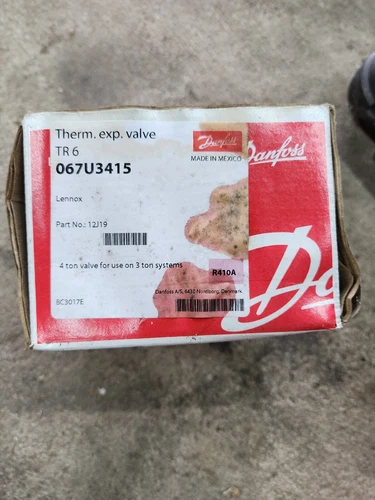 Therm. exp. valve
TR 6
067U3415
Danfoss
MADE IN MEXICO
Danfoss
Lennox
Part No.: 12J19
4 ton valve for use on 3 ton systems
R410A
BC3017E
Danfoss A/S, 6430 Nordborg, Denmark
Da